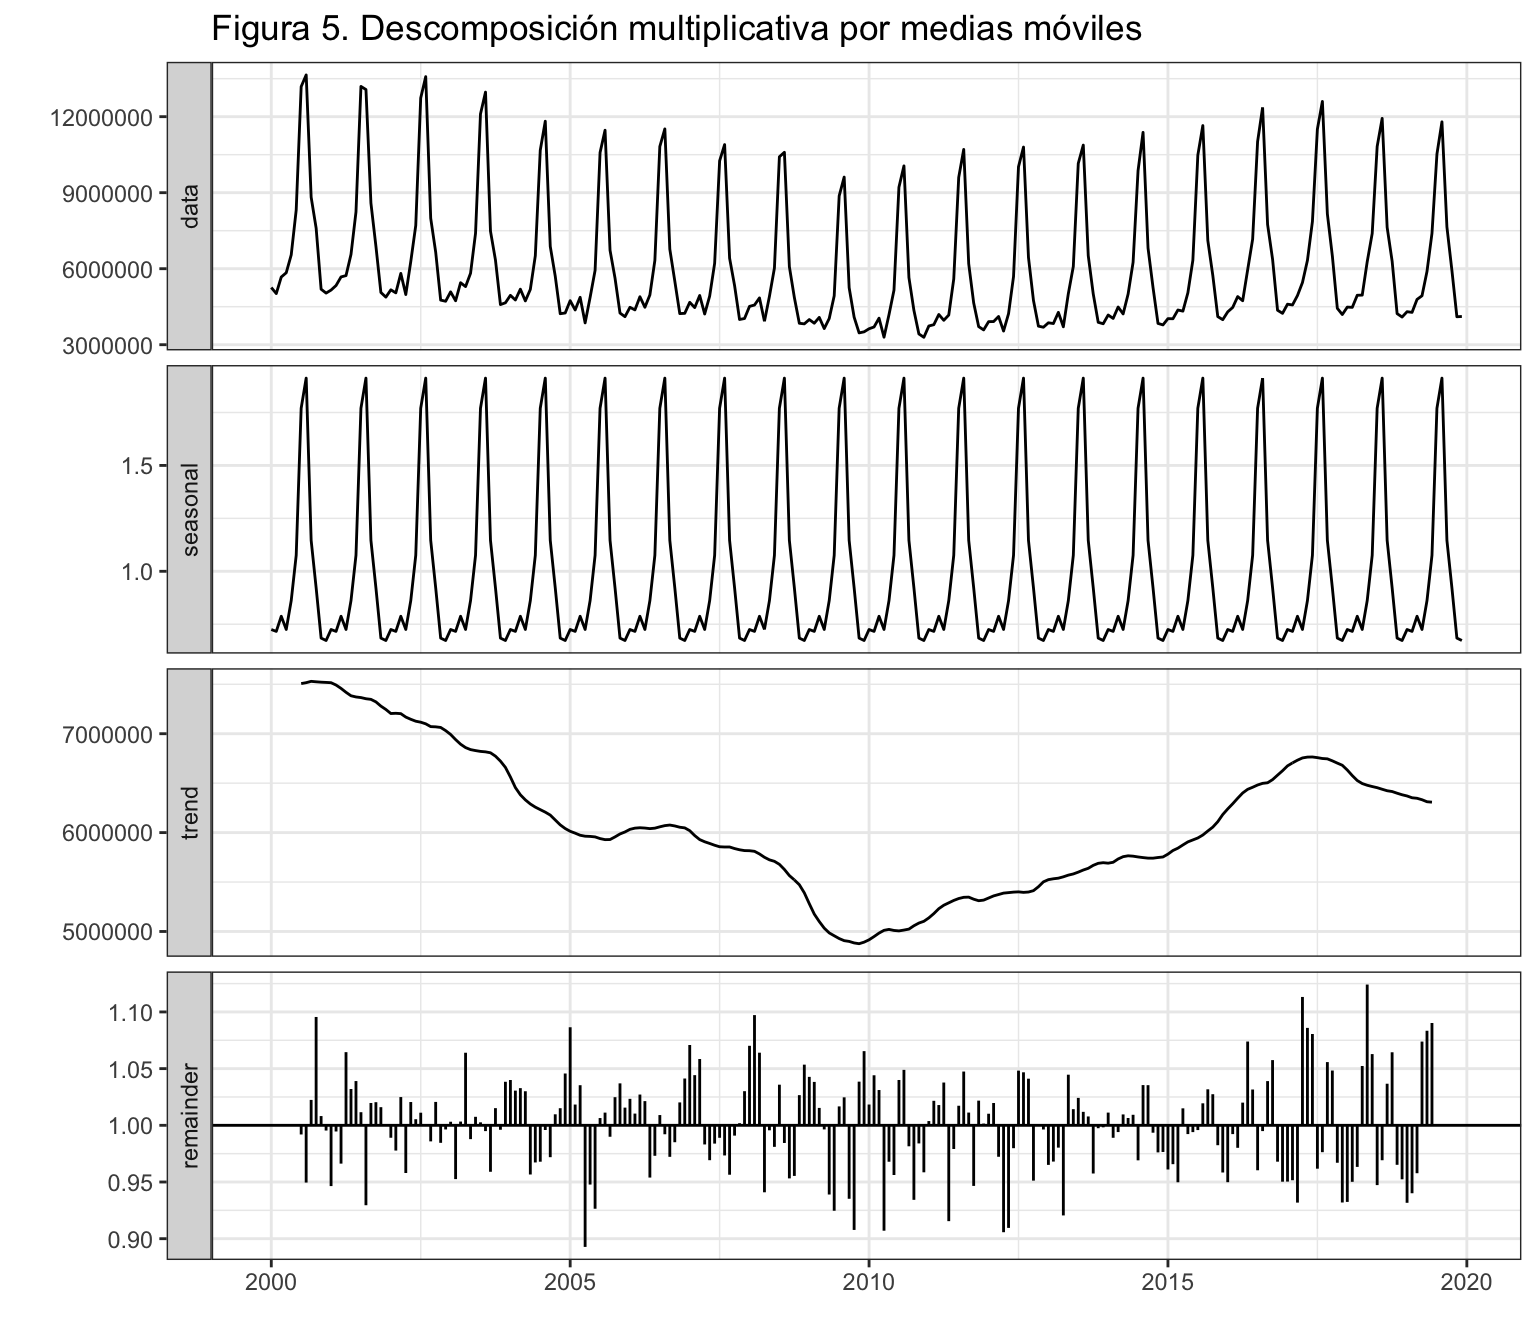 Figura 5. Descomposición multiplicativa por medias móviles
12000000
9000000
6000000
3000000
data
1.5
1.0
seasonal
7000000
6000000
5000000
trend
1.10
1.05
1.00
0.95
0.90
remainder
2000 2005 2010 2015 2020